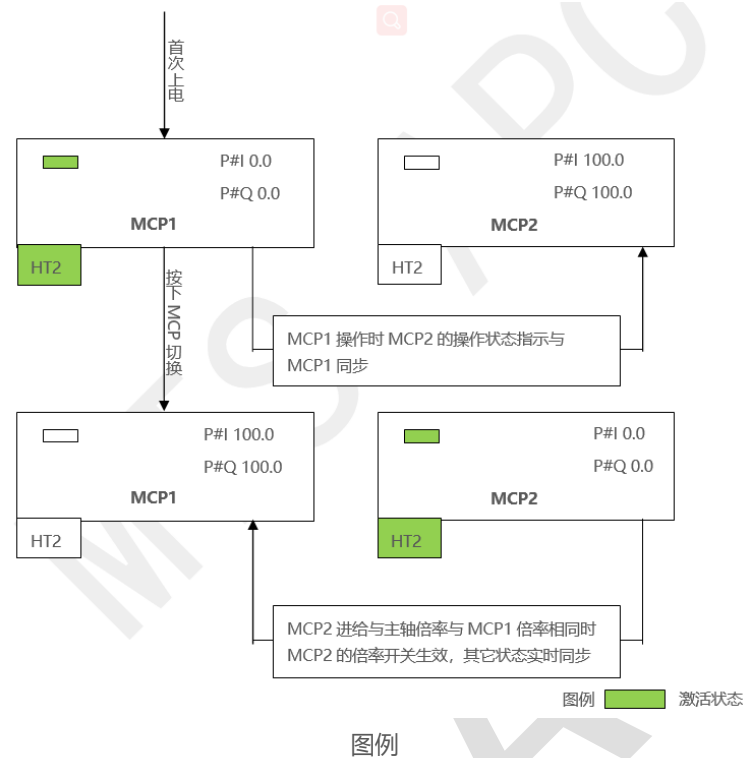 首次上电
P#I 0.0
P#Q 0.0
MCP1
HT2
P#I 100.0
P#Q 100.0
MCP2
HT2
按下 MCP 切换
MCP1 操作时 MCP2 的操作状态指示与
MCP1 同步
P#I 100.0
P#Q 100.0
MCP1
HT2
P#I 0.0
P#Q 0.0
MCP2
HT2
MCP2 进给与主轴倍率与 MCP1 倍率相同时
MCP2 的倍率开关生效，其它状态实时同步
图例
激活状态
图例